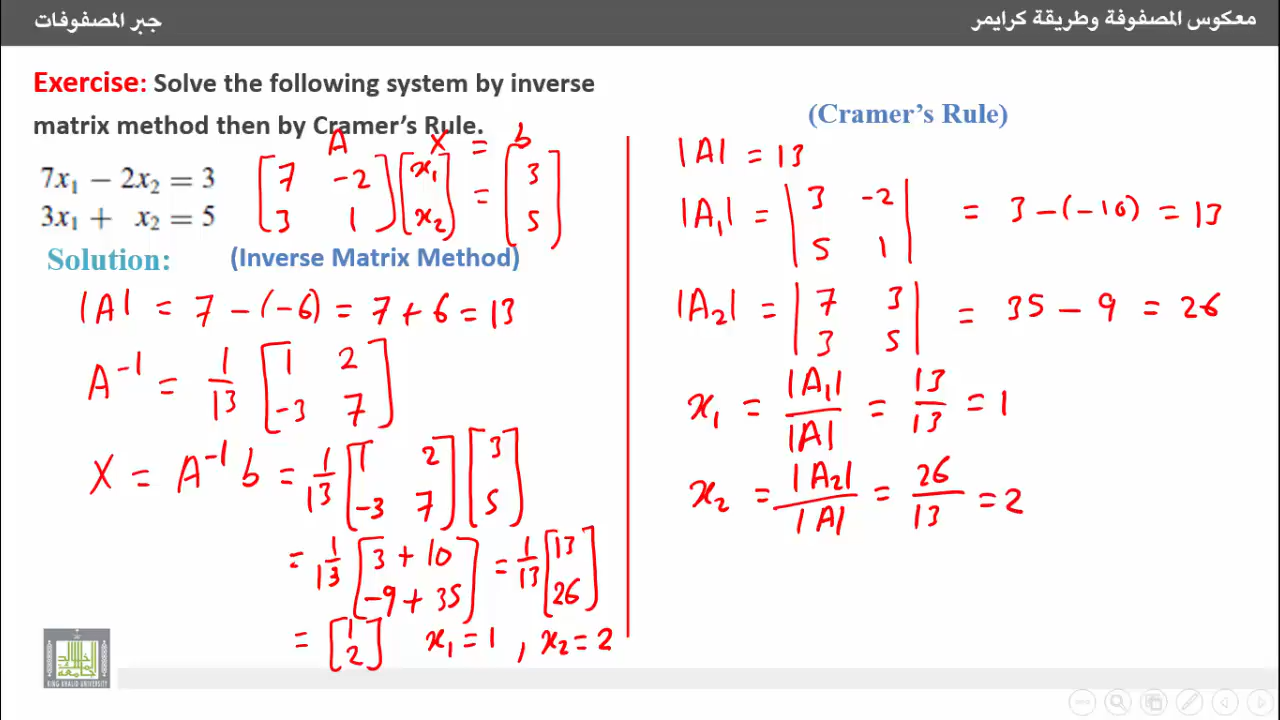 معكوس المصفوفة وطريقة كرايمر
جبر المصفوفات
Exercise: Solve the following system by inverse
matrix method then by Cramer's Rule.
A X = b
7x₁ − 2x₂ = 3
3x₁ + x₂ = 5
[7 -2; 3 1] [x₁; x₂] = [3; 5]
Solution: (Inverse Matrix Method)
|A| = 7 - (-6) = 7 + 6 = 13
A⁻¹ = 1/13 [1 2; -3 7]
X = A⁻¹ b = 1/13 [1 2; -3 7] [3; 5]
= 1/13 [3 + 10; -9 + 35] = 1/13 [13; 26]
= [1; 2] x₁ = 1 , x₂ = 2
(Cramer's Rule)
|A| = 13
|A₁| = |3 -2; 5 1| = 3 - (-10) = 13
|A₂| = |7 3; 3 5| = 35 - 9 = 26
x₁ = |A₁|/|A| = 13/13 = 1
x₂ = |A₂|/|A| = 26/13 = 2
KING KHALID UNIVERSITY